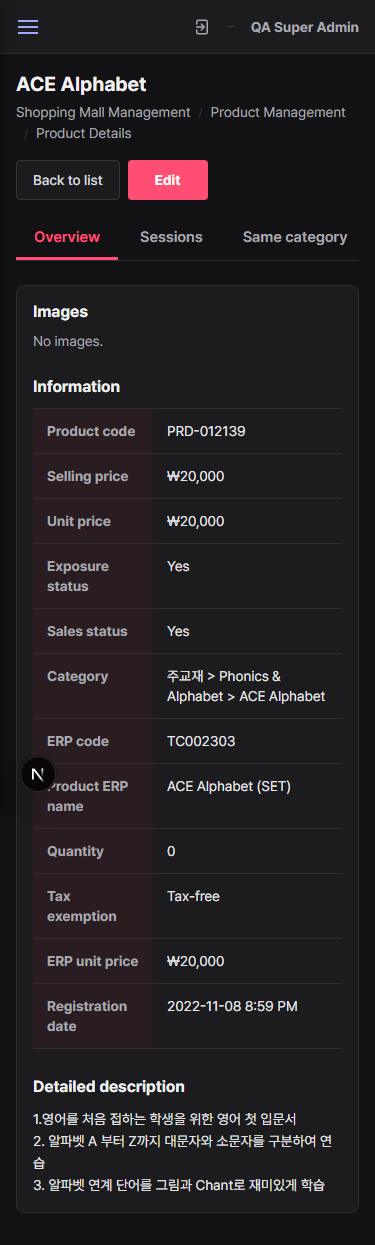 QA Super Admin
ACE Alphabet
Shopping Mall Management / Product Management
/ Product Details
Back to list
Edit
Overview
Sessions
Same category
Images
No images.
Information
Product code PRD-012139
Selling price ₩20,000
Unit price ₩20,000
Exposure status Yes
Sales status Yes
Category 주교재 > Phonics &
Alphabet > ACE Alphabet
ERP code TC002303
N
Product ERP name ACE Alphabet (SET)
Quantity 0
Tax exemption Tax-free
ERP unit price ₩20,000
Registration date 2022-11-08 8:59 PM
Detailed description
1.영어를 처음 접하는 학생을 위한 영어 첫 입문서
2. 알파벳 A 부터 Z까지 대문자와 소문자를 구분하여 연
습
3. 알파벳 연계 단어를 그림과 Chant로 재미있게 학습